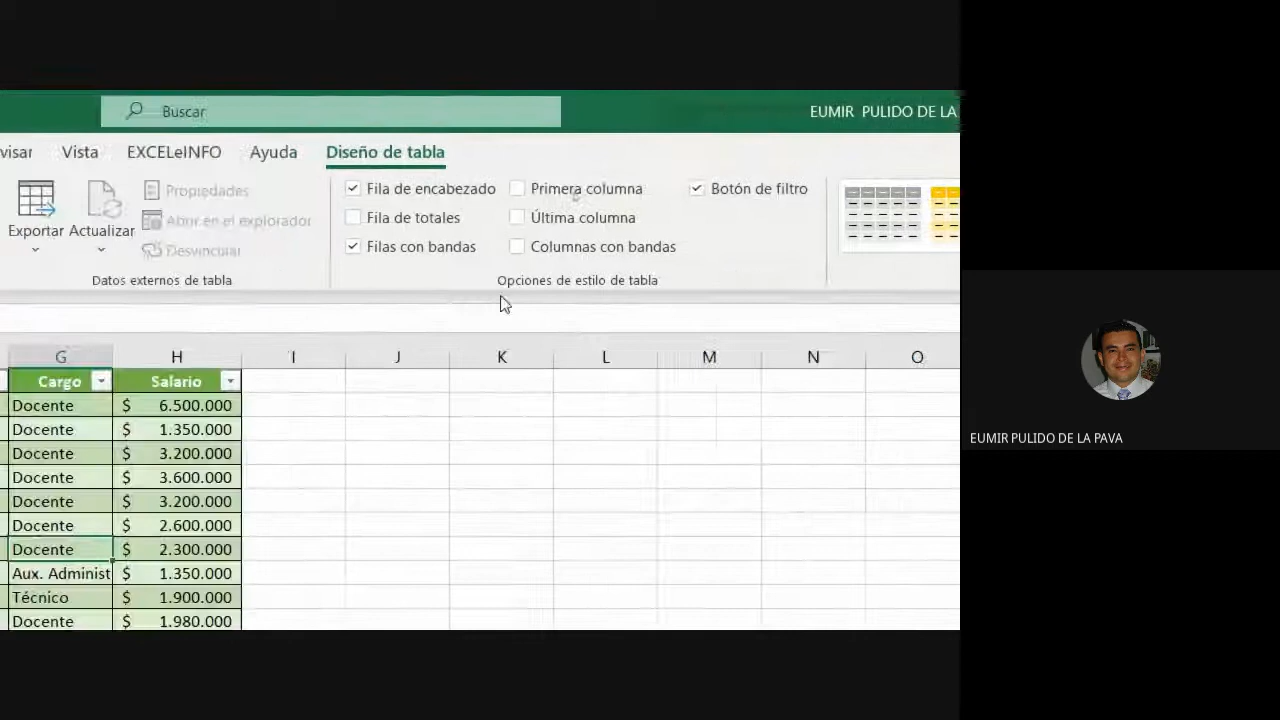 Buscar
EUMIR PULIDO DE LA
visar Vista EXCELeINFO Ayuda Diseño de tabla
Propiedades Fila de encabezado Primera columna Botón de filtro
Exportar Actualizar Abrir en el explorador Fila de totales Última columna
Desvincular Filas con bandas Columnas con bandas
Datos externos de tabla Opciones de estilo de tabla
G H I J K L M N O
Cargo Salario
Docente $ 6.500.000
Docente $ 1.350.000
Docente $ 3.200.000
Docente $ 3.600.000
Docente $ 3.200.000
Docente $ 2.600.000
Docente $ 2.300.000
Aux. Administ $ 1.350.000
Técnico $ 1.900.000
Docente $ 1.980.000
EUMIR PULIDO DE LA PAVA